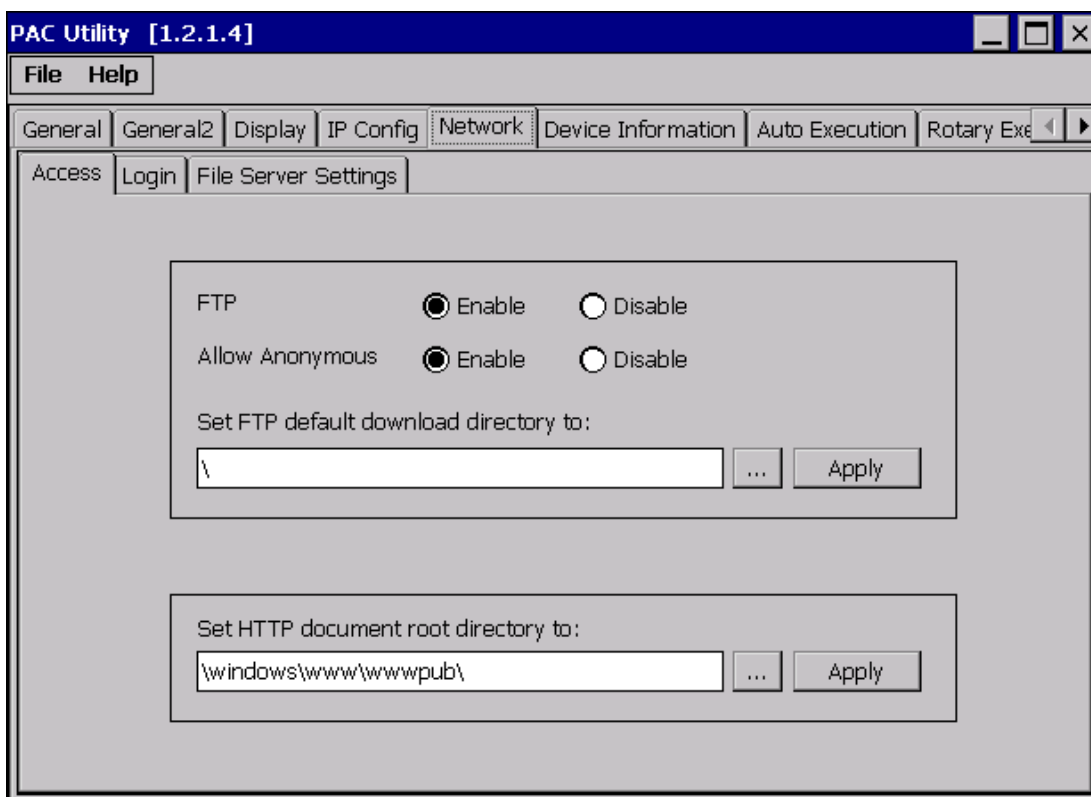 PAC Utility [1.2.1.4]
File Help
General General2 Display IP Config Network Device Information Auto Execution Rotary Exe
Access Login File Server Settings
FTP Enable Disable
Allow Anonymous Enable Disable
Set FTP default download directory to:
\ ... Apply
Set HTTP document root directory to:
\windows\www\wwwpub\ ... Apply